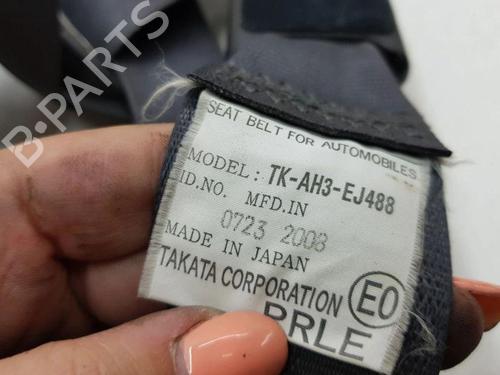 B-PARTS
SEAT BELT FOR AUTOMOBILES
MODEL: TK-AH3-EJ488
ID.NO. MFD.IN
0723 2008
MADE IN JAPAN
TAKATA CORPORATION
E0
RRLE